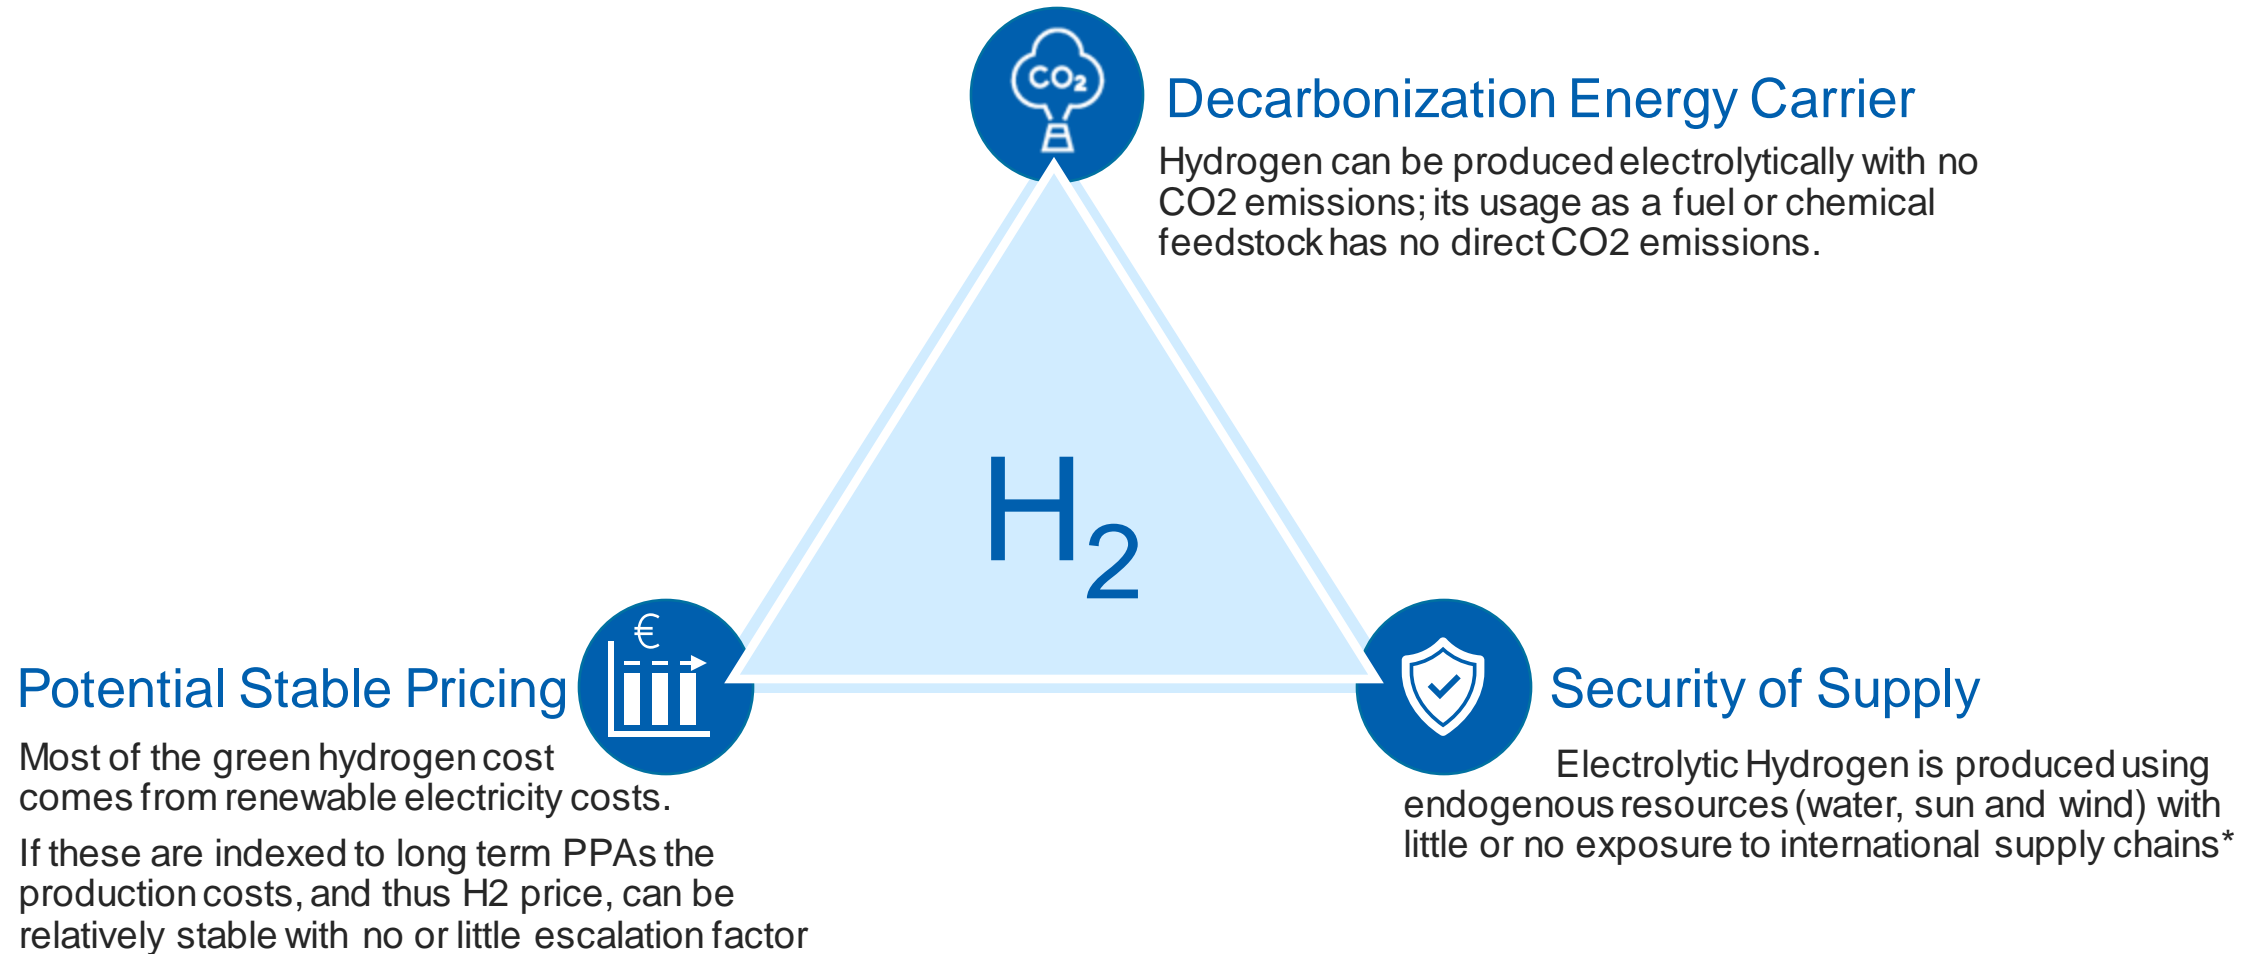 CO₂
Decarbonization Energy Carrier
Hydrogen can be produced electrolytically with no
CO2 emissions; its usage as a fuel or chemical
feedstock has no direct CO2 emissions.
H₂
€
Potential Stable Pricing
Most of the green hydrogen cost
comes from renewable electricity costs.
If these are indexed to long term PPAs the
production costs, and thus H2 price, can be
relatively stable with no or little escalation factor
Security of Supply
Electrolytic Hydrogen is produced using
endogenous resources (water, sun and wind) with
little or no exposure to international supply chains*